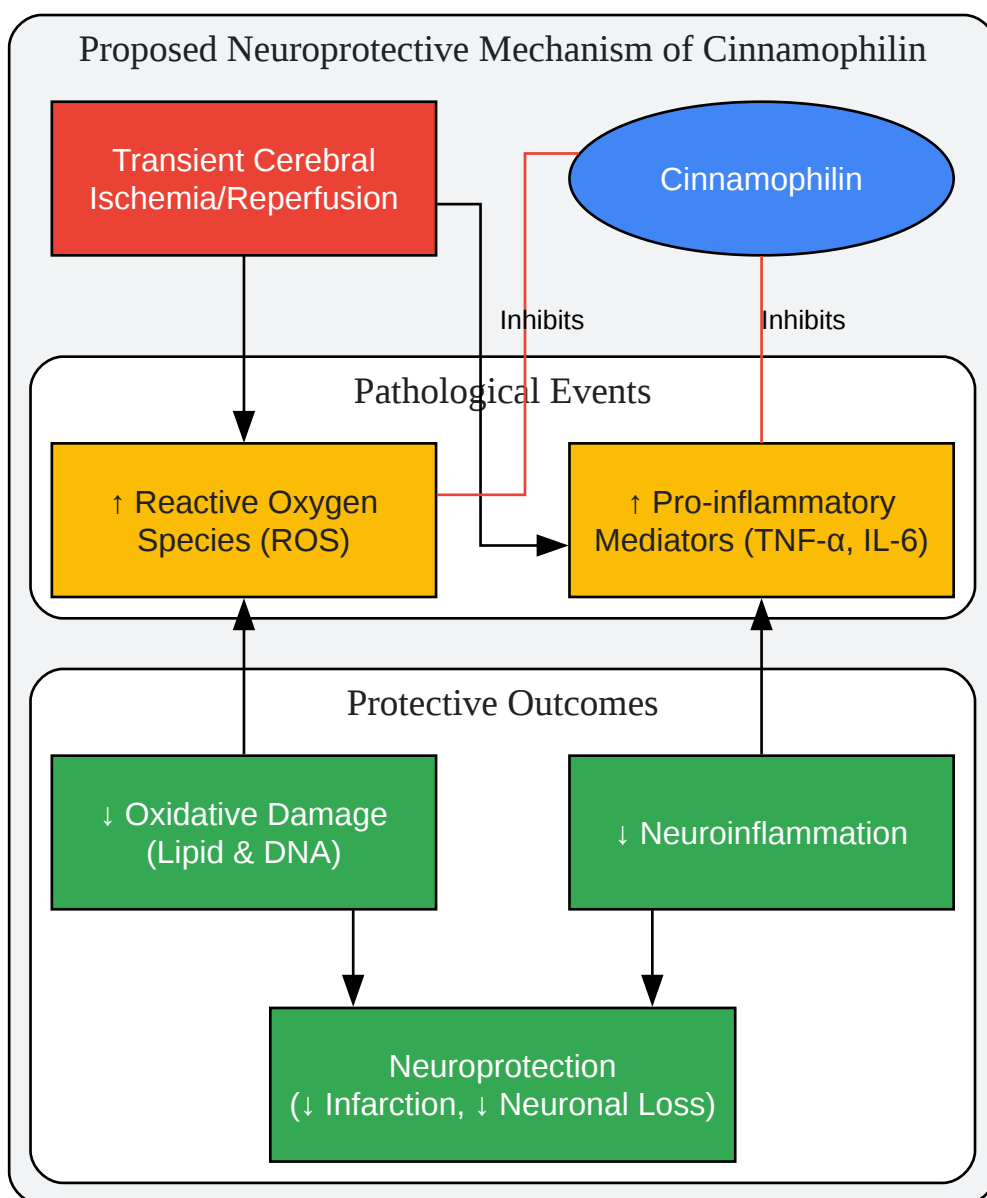 Proposed Neuroprotective Mechanism of Cinnamophilin
Transient Cerebral
Ischemia/Reperfusion
Cinnamophilin
Inhibits
Inhibits
Pathological Events
↑ Reactive Oxygen
Species (ROS)
↑ Pro-inflammatory
Mediators (TNF-α, IL-6)
Protective Outcomes
↓ Oxidative Damage
(Lipid & DNA)
↓ Neuroinflammation
Neuroprotection
(↓ Infarction, ↓ Neuronal Loss)